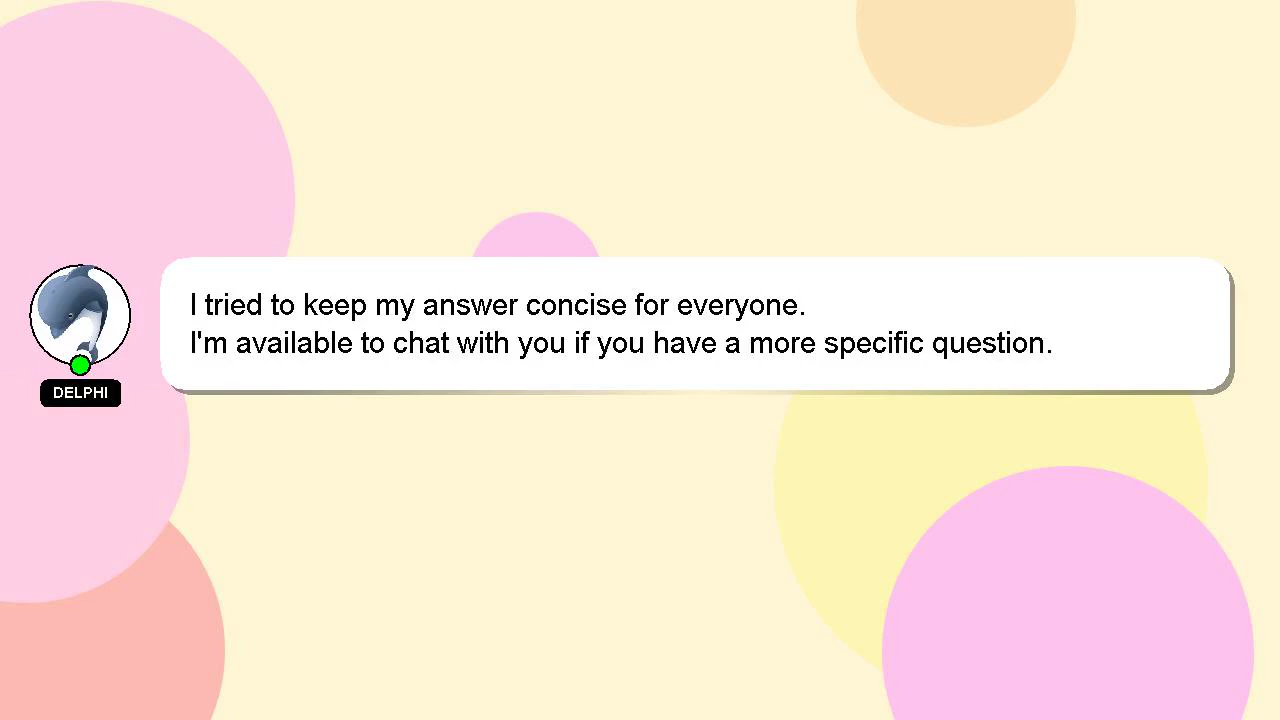 I tried to keep my answer concise for everyone.
I'm available to chat with you if you have a more specific question.
DELPHI